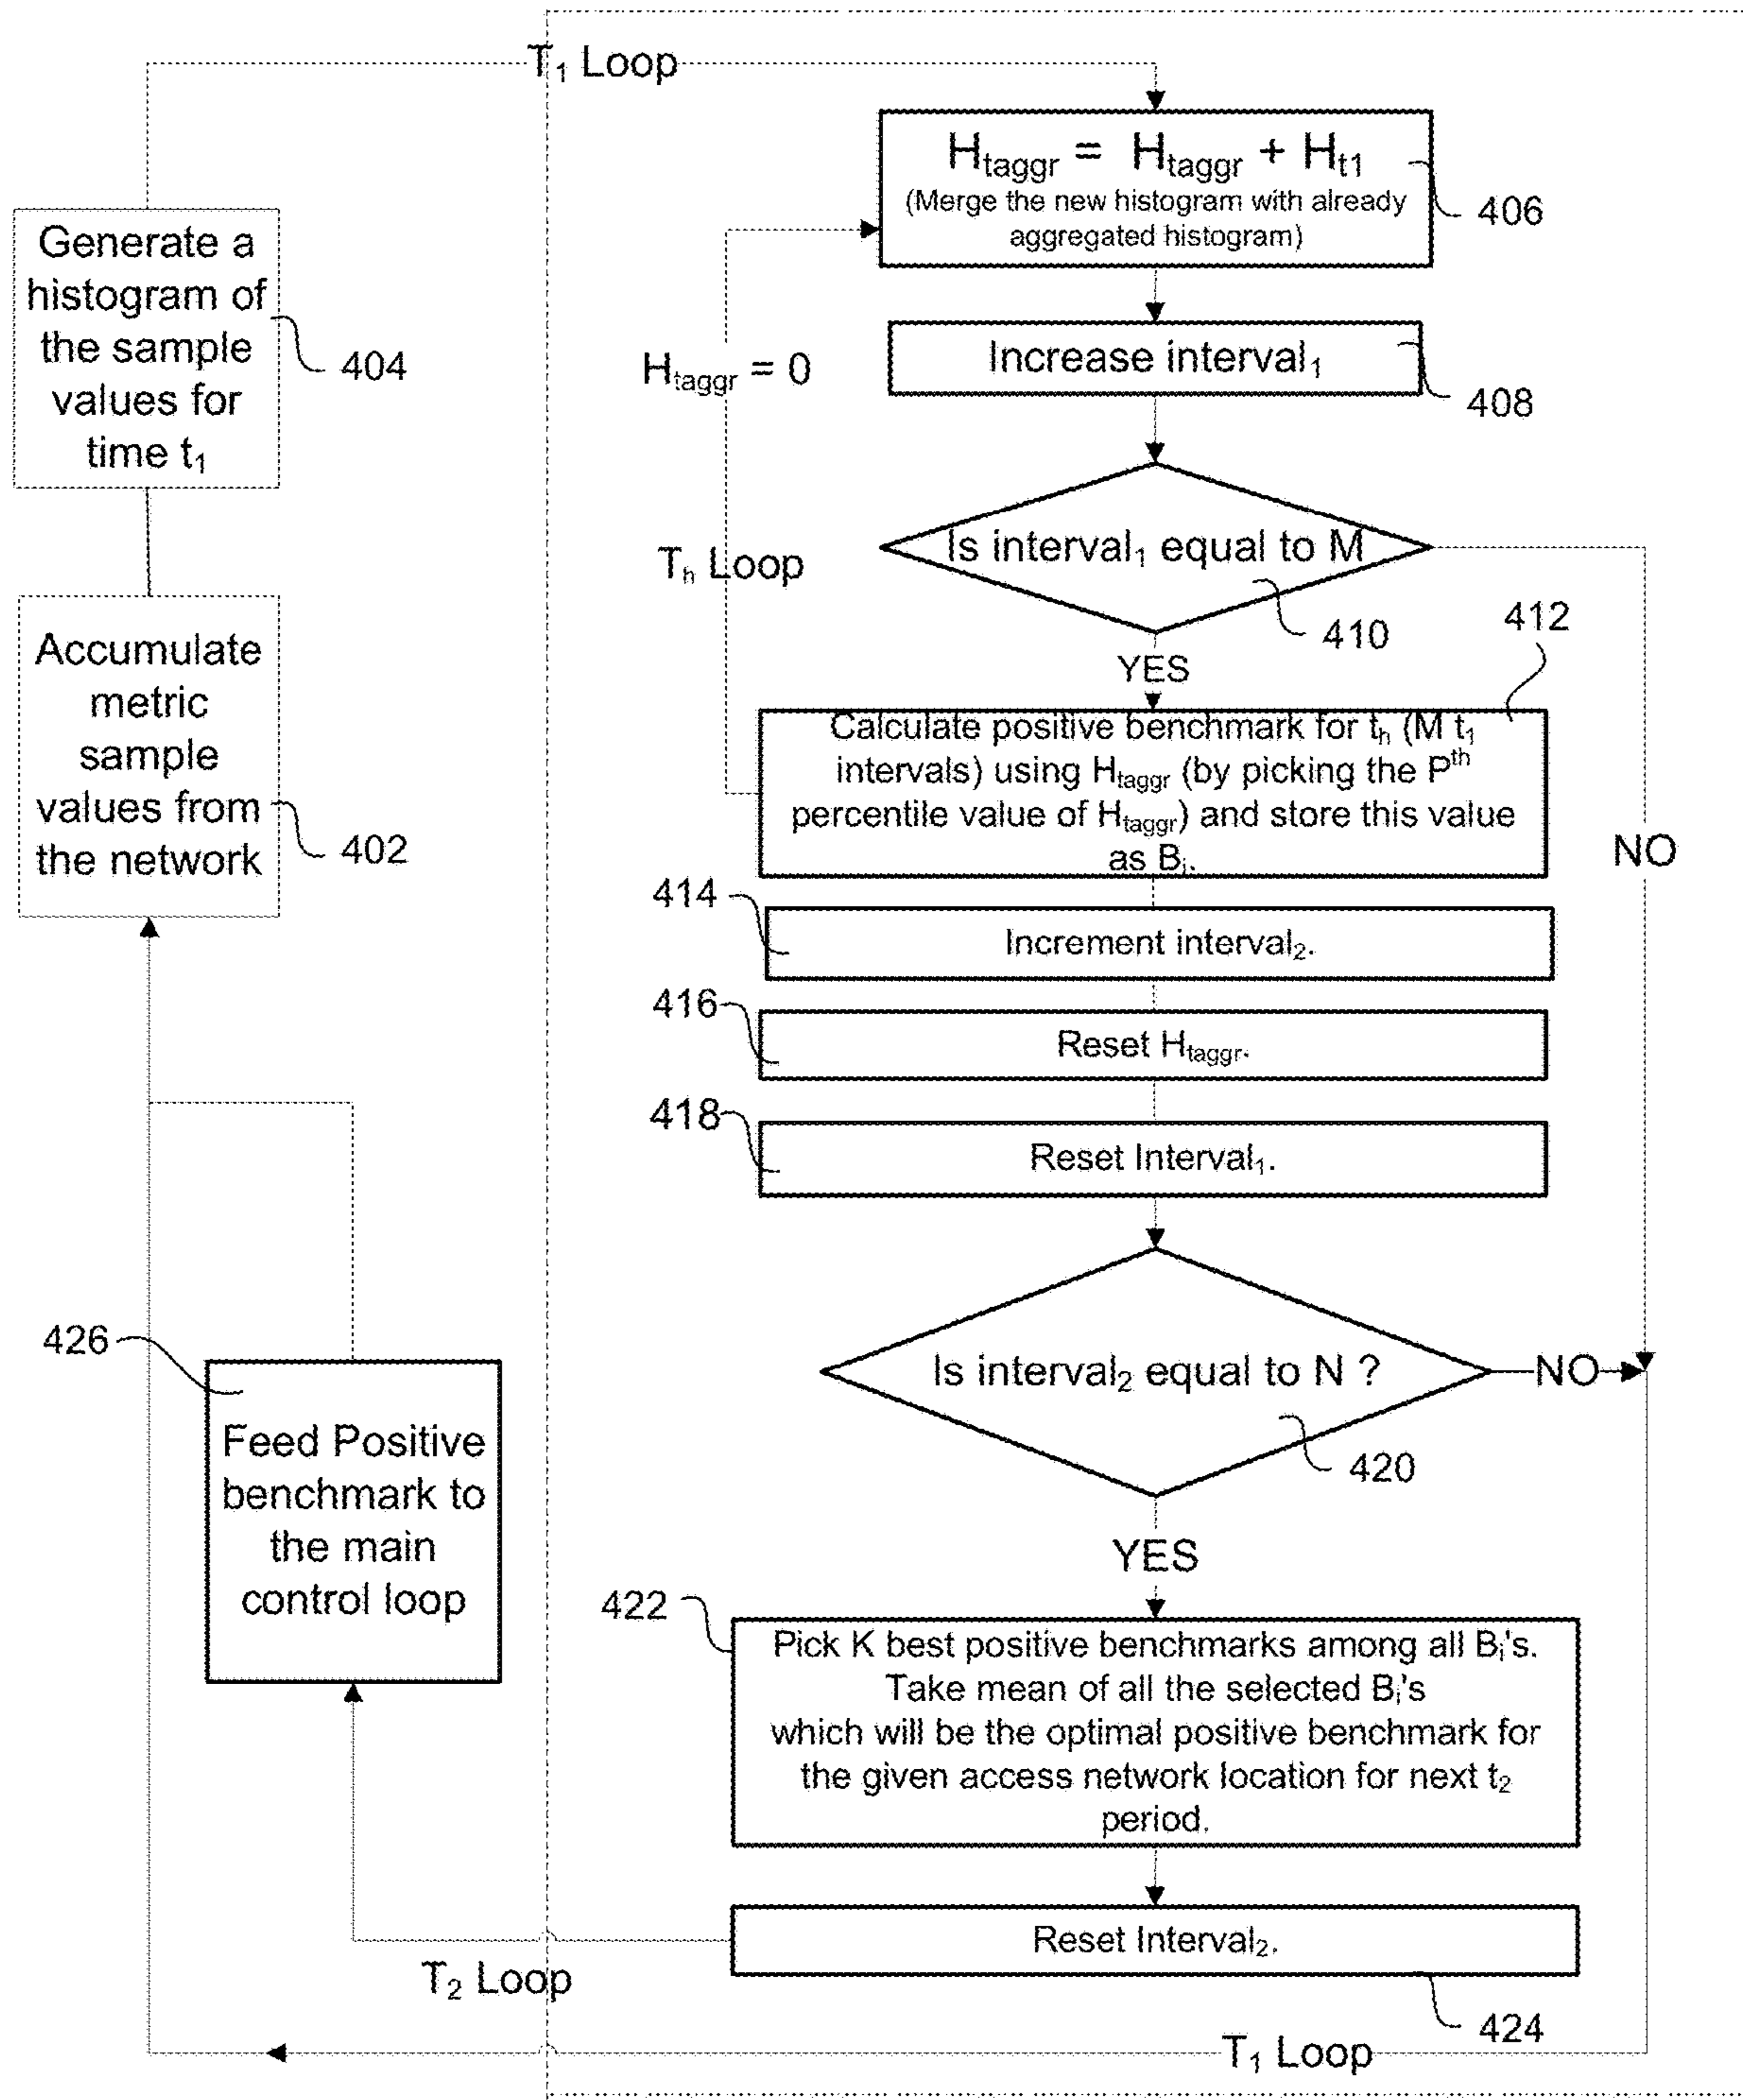 T₁ Loop
Hₜₐggᵣ = Hₜₐggᵣ + Hₜ₁
(Merge the new histogram with already
aggregated histogram)
406
Generate a
histogram of
the sample
values for
time t₁
404
Increase interval₁
408
Hₜₐggᵣ = 0
Is interval₁ equal to M
410
Tₕ Loop
YES
NO
412
Accumulate
metric
sample
values from
the network
402
Calculate positive benchmark for tₕ (M t₁
intervals) using Hₜₐggᵣ (by picking the Pᵗʰ
percentile value of Hₜₐggᵣ) and store this value
as Bᵢ.
414
Increment interval₂.
416
Reset Hₜₐggᵣ.
418
Reset Interval₁.
Is interval₂ equal to N ?
NO
420
YES
426
Feed Positive
benchmark to
the main
control loop
422
Pick K best positive benchmarks among all Bᵢ's.
Take mean of all the selected Bᵢ's
which will be the optimal positive benchmark for
the given access network location for next t₂
period.
Reset Interval₂.
424
T₂ Loop
T₁ Loop